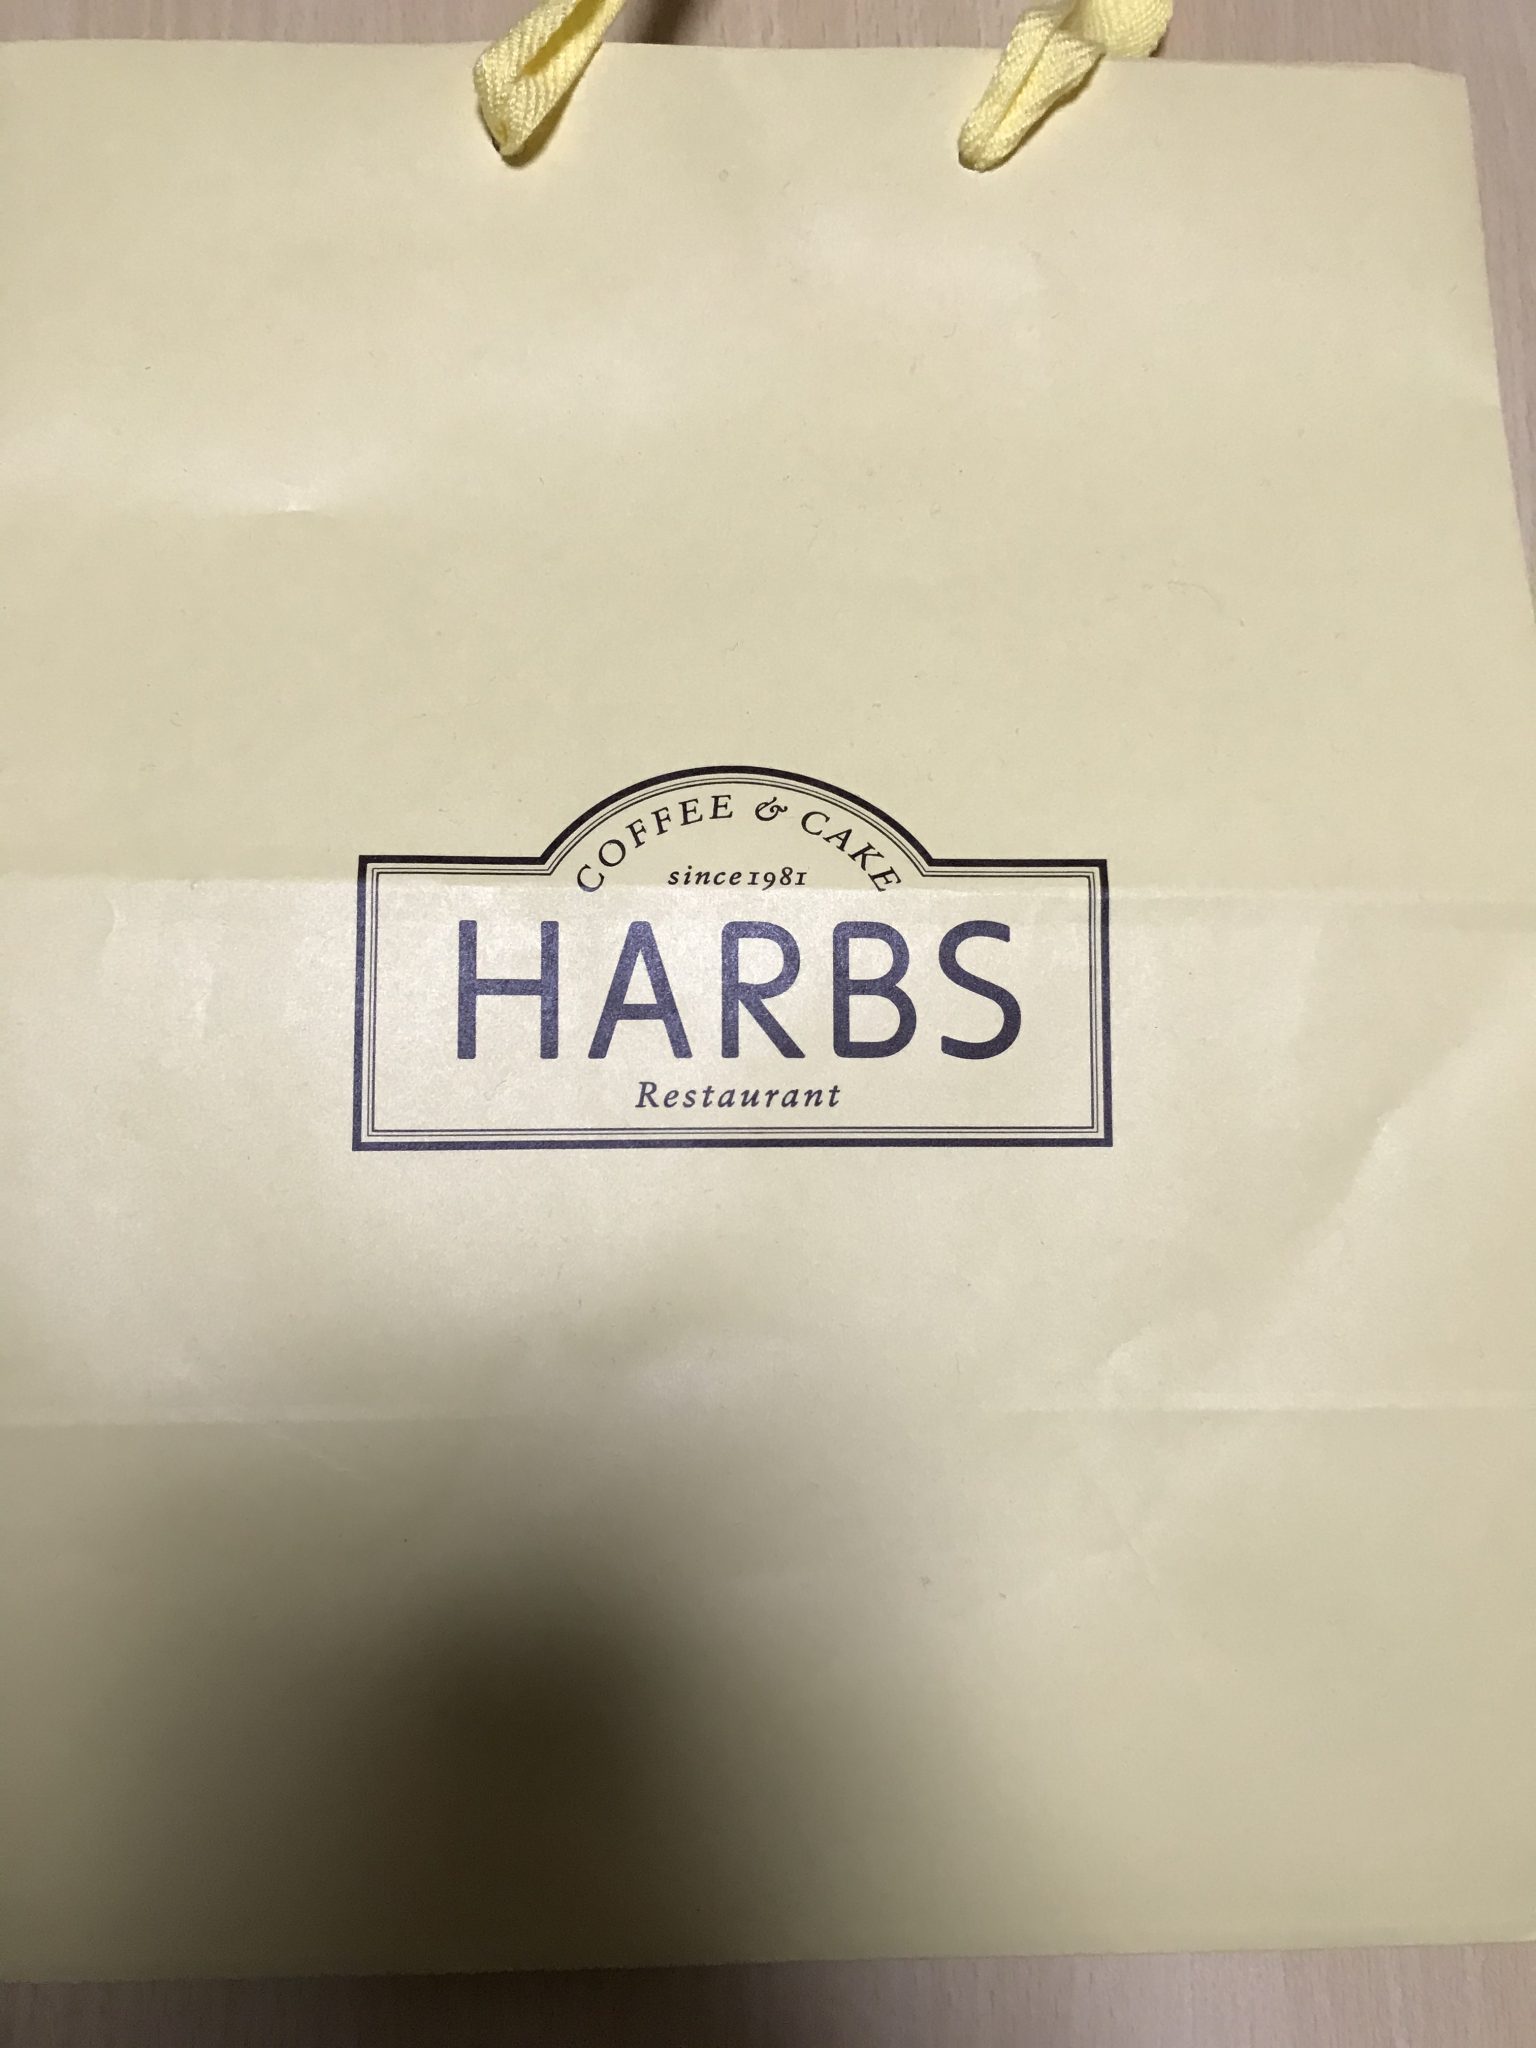 COFFEE & CAKE
since 1981
HARBS
Restaurant